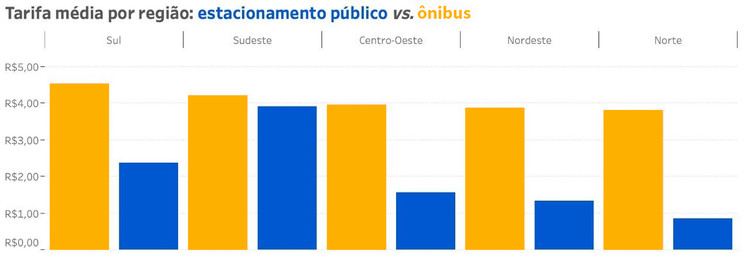 Tarifa média por região: estacionamento público vs. ônibus
Sul Sudeste Centro-Oeste Nordeste Norte
R$5,00
R$4,00
R$3,00
R$2,00
R$1,00
R$0,00